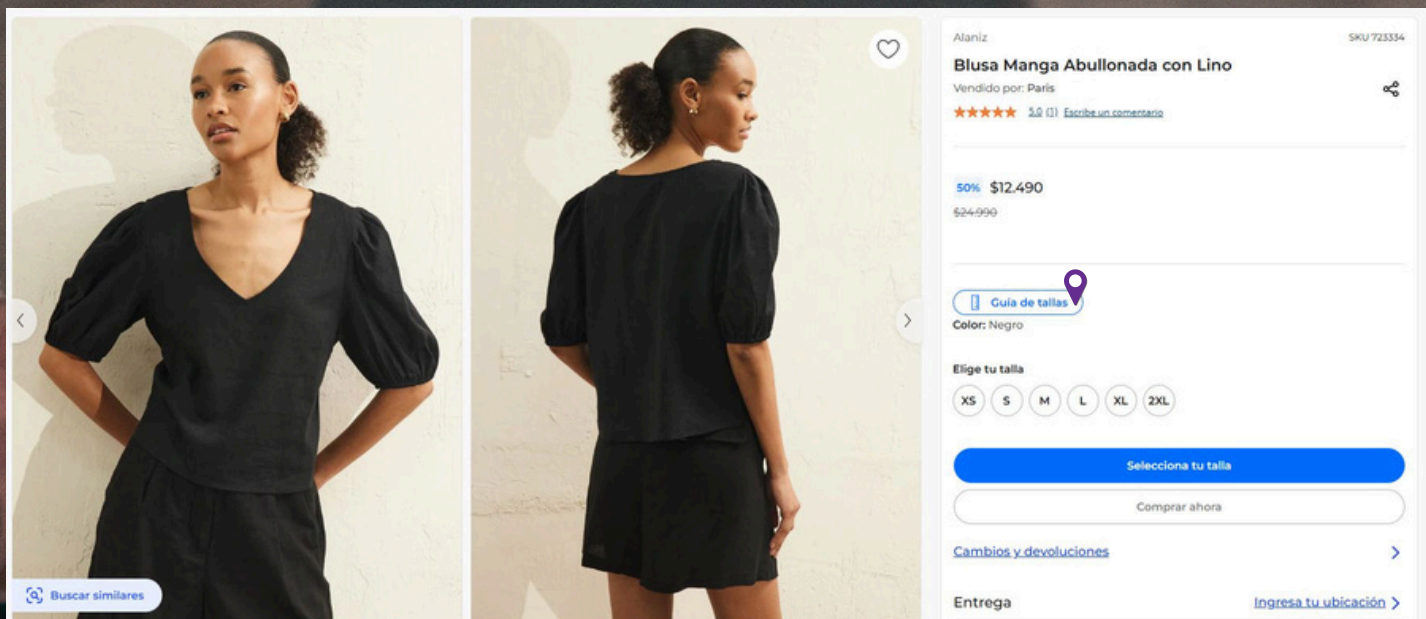 Alaniz
SKU 723334
Blusa Manga Abullonada con Lino
Vendido por: Paris
5.0 (1) Escribe un comentario
50% $12.490
$24.990
Guía de tallas
Color: Negro
Elige tu talla
XS S M L XL 2XL
Selecciona tu talla
Comprar ahora
Cambios y devoluciones
Entrega
Ingresa tu ubicación
Buscar similares